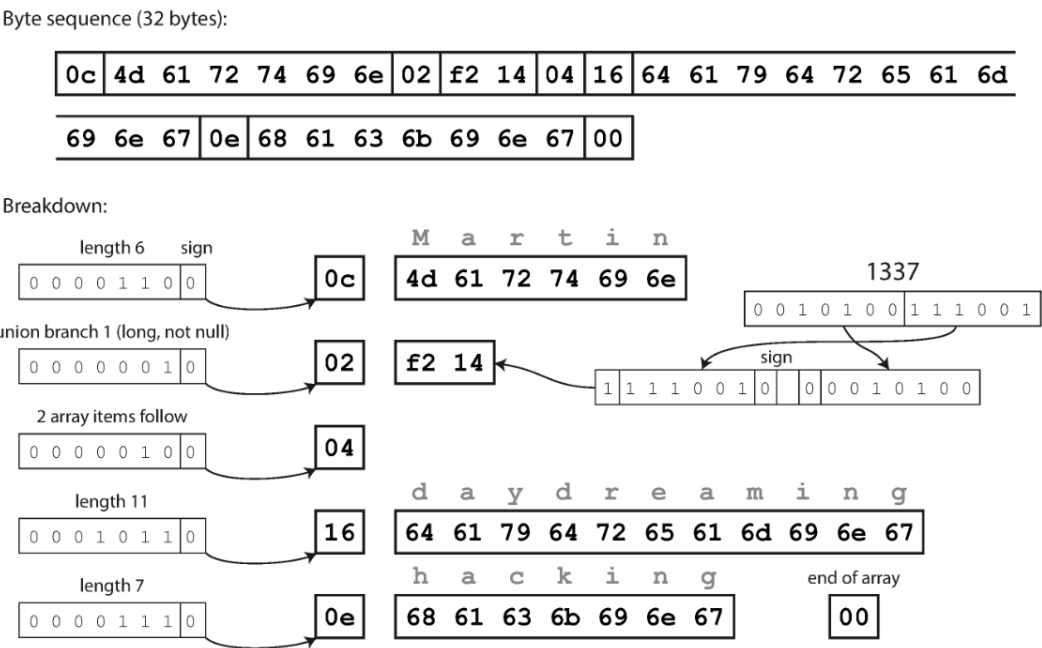 Byte sequence (32 bytes):
0c 4d 61 72 74 69 6e 02 f2 14 04 16 64 61 79 64 72 65 61 6d
69 6e 67 0e 68 61 63 6b 69 6e 67 00
Breakdown:
length 6 sign
0 0 0 0 1 1 0 0
0c
M a r t i n
4d 61 72 74 69 6e
1337
0 0 1 0 1 0 0 1 1 1 0 0 1
union branch 1 (long, not null)
0 0 0 0 0 0 1 0
02
f2 14
sign
1 1 1 1 0 0 1 0 0 0 0 1 0 1 0 0
2 array items follow
0 0 0 0 0 1 0 0
04
length 11
0 0 0 1 0 1 1 0
16
d a y d r e a m i n g
64 61 79 64 72 65 61 6d 69 6e 67
length 7
0 0 0 0 1 1 1 0
0e
h a c k i n g
68 61 63 6b 69 6e 67
end of array
00